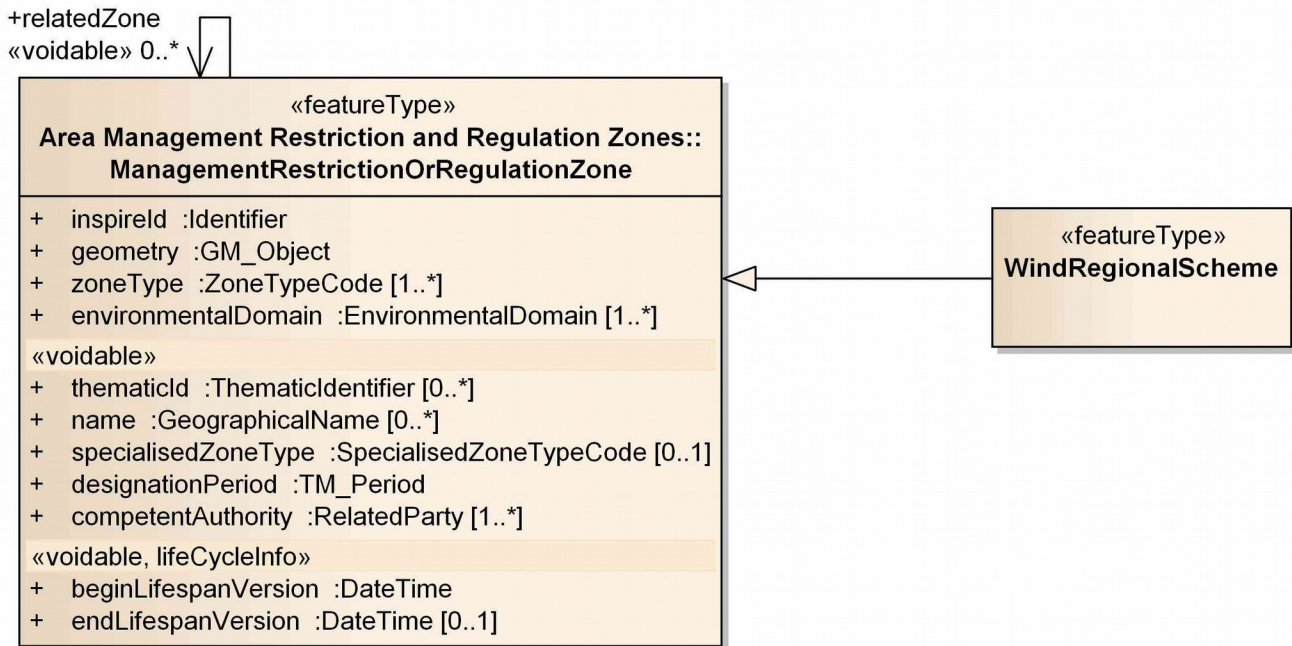 +relatedZone
«voidable» 0..*
«featureType»
Area Management Restriction and Regulation Zones::
ManagementRestrictionOrRegulationZone
+ inspireId :Identifier
+ geometry :GM_Object
+ zoneType :ZoneTypeCode [1..*]
+ environmentalDomain :EnvironmentalDomain [1..*]
«voidable»
+ thematicId :ThematicIdentifier [0..*]
+ name :GeographicalName [0..*]
+ specialisedZoneType :SpecialisedZoneTypeCode [0..1]
+ designationPeriod :TM_Period
+ competentAuthority :RelatedParty [1..*]
«voidable, lifeCycleInfo»
+ beginLifespanVersion :DateTime
+ endLifespanVersion :DateTime [0..1]
«featureType»
WindRegionalScheme